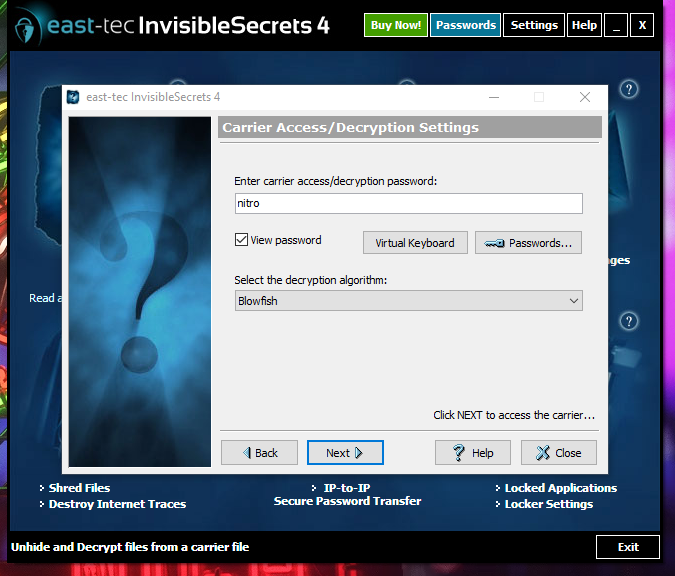 east-tec InvisibleSecrets 4
Buy Now! Passwords Settings Help _ X
?
east-tec InvisibleSecrets 4
Carrier Access/Decryption Settings
Enter carrier access/decryption password:
nitro
View password
Virtual Keyboard
Passwords...
Select the decryption algorithm:
Blowfish
Read a
ges
?
Click NEXT to access the carrier...
Back
Next
Help
Close
Shred Files
Destroy Internet Traces
IP-to-IP
Secure Password Transfer
Locked Applications
Locker Settings
Unhide and Decrypt files from a carrier file
Exit